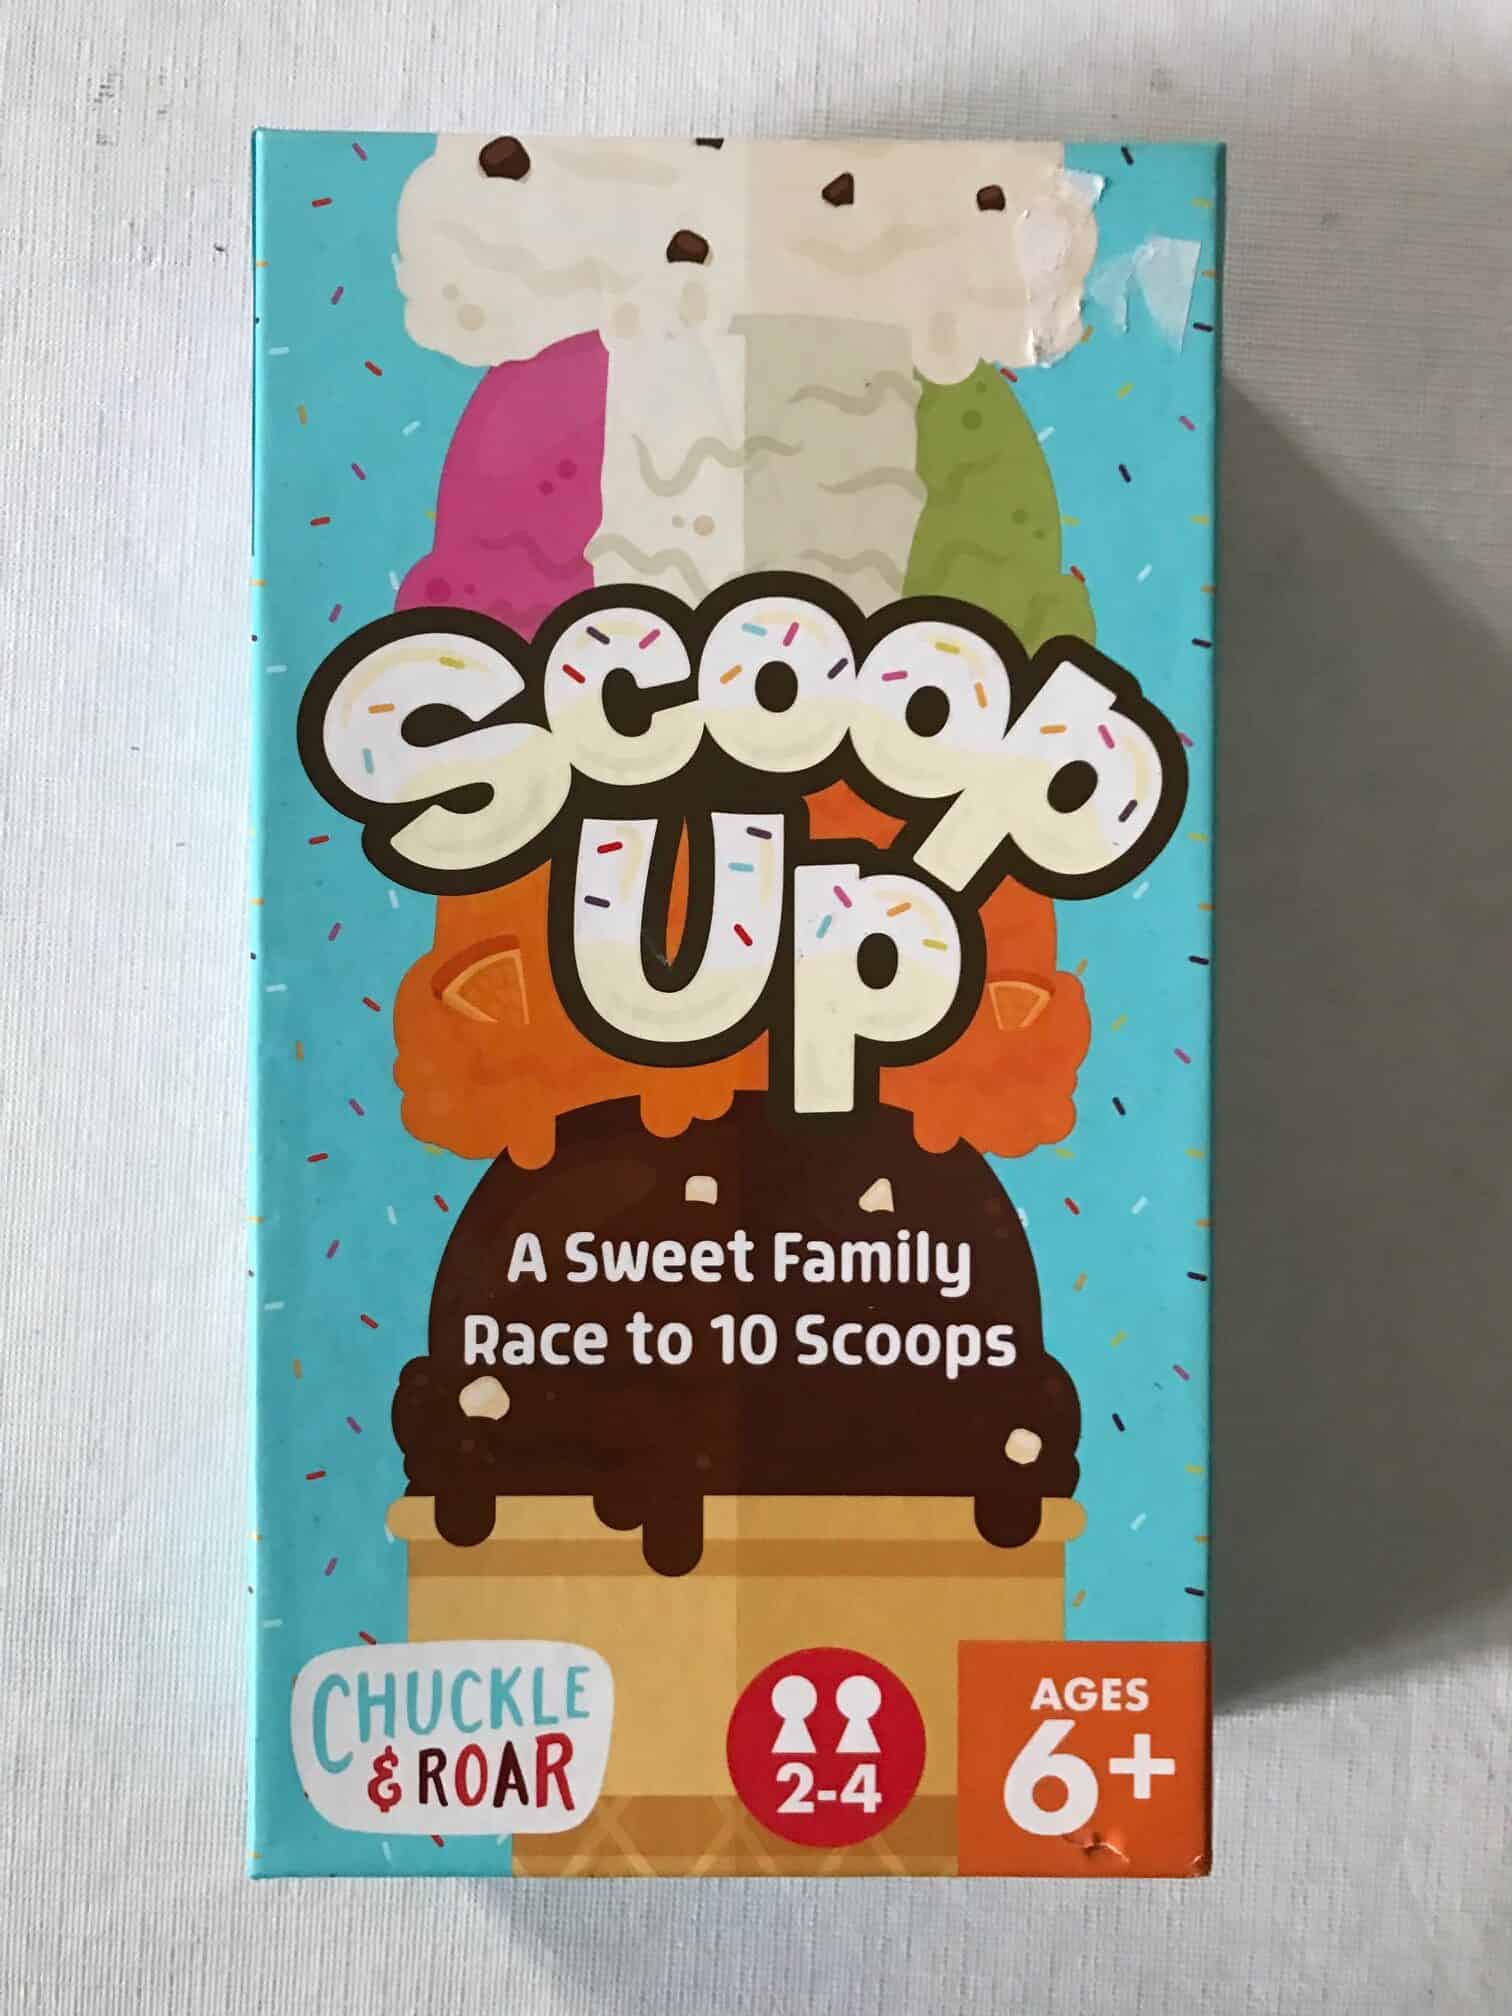 Scoop
Up
A Sweet Family
Race to 10 Scoops
CHUCKLE
& ROAR
2-4
AGES
6+